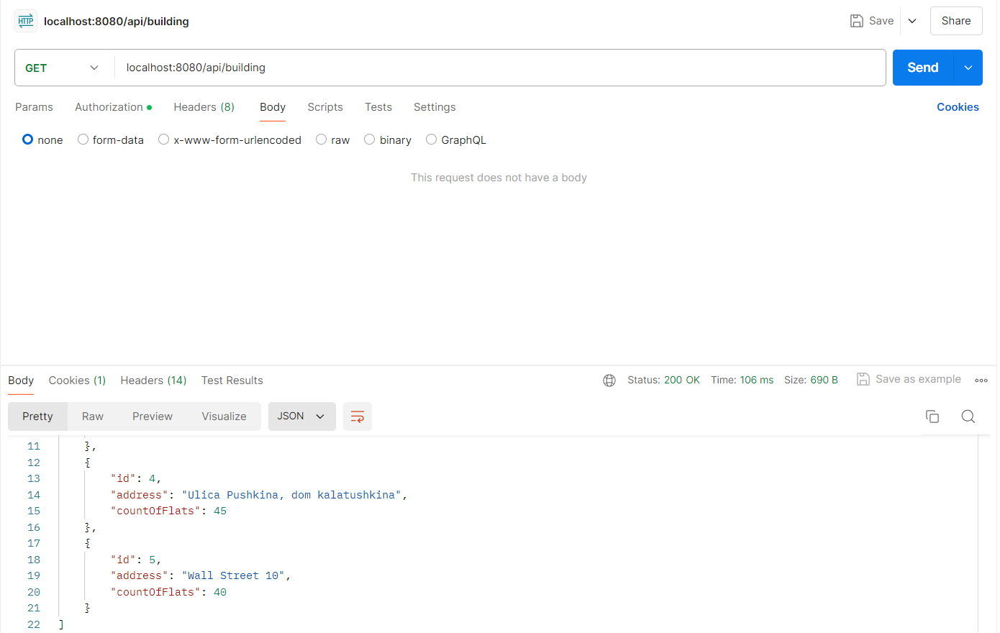 HTTP localhost:8080/api/building Save Share
GET localhost:8080/api/building Send
Params Authorization Headers (8) Body Scripts Tests Settings Cookies
none form-data x-www-form-urlencoded raw binary GraphQL
This request does not have a body
Body Cookies (1) Headers (14) Test Results Status: 200 OK Time: 106 ms Size: 690 B Save as example
Pretty Raw Preview Visualize JSON
11 },
12 {
13 "id": 4,
14 "address": "Ulica Pushkina, dom kalatushkina",
15 "countOfFlats": 45
16 },
17 {
18 "id": 5,
19 "address": "Wall Street 10",
20 "countOfFlats": 40
21 }
22 ]